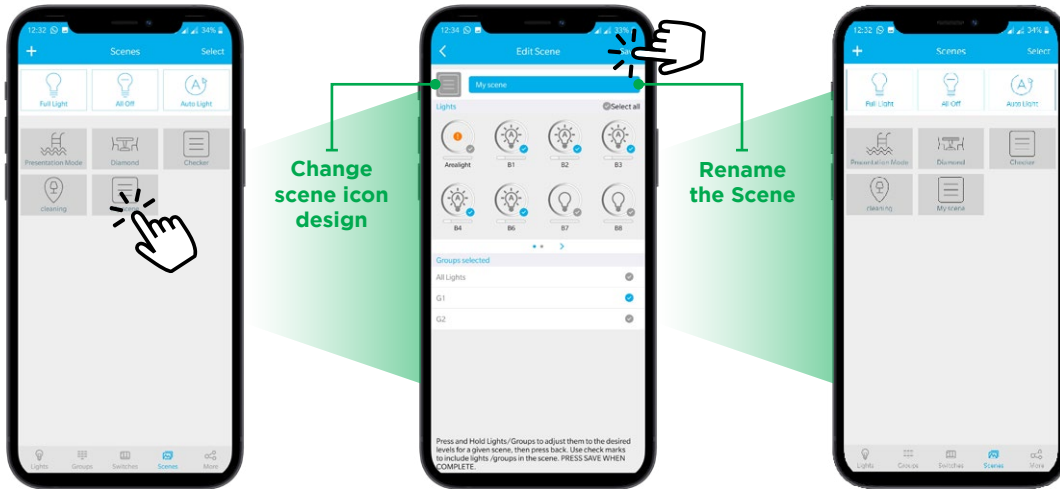 12:32 34%
+ Scenes Select
Full Light All Off Auto Light
Presentation Mode Diamond Checker
cleaning
Lights Groups Switches Scenes More
Change
scene icon
design
12:34 33%
Edit Scene
My scene
Lights Select all
Arealight B1 B2 B3
B4 B6 B7 B8
Groups selected
All Lights
G1
G2
Press and Hold Lights/Groups to adjust them to the desired
levels for a given scene, then press back. Use check marks
to include lights /groups in the scene. PRESS SAVE WHEN
COMPLETE.
Rename
the Scene
12:32 34%
+ Scenes Select
Full Light All Off Auto Light
Presentation Mode Diamond Checker
cleaning My scene
Lights Groups Switches Scenes More